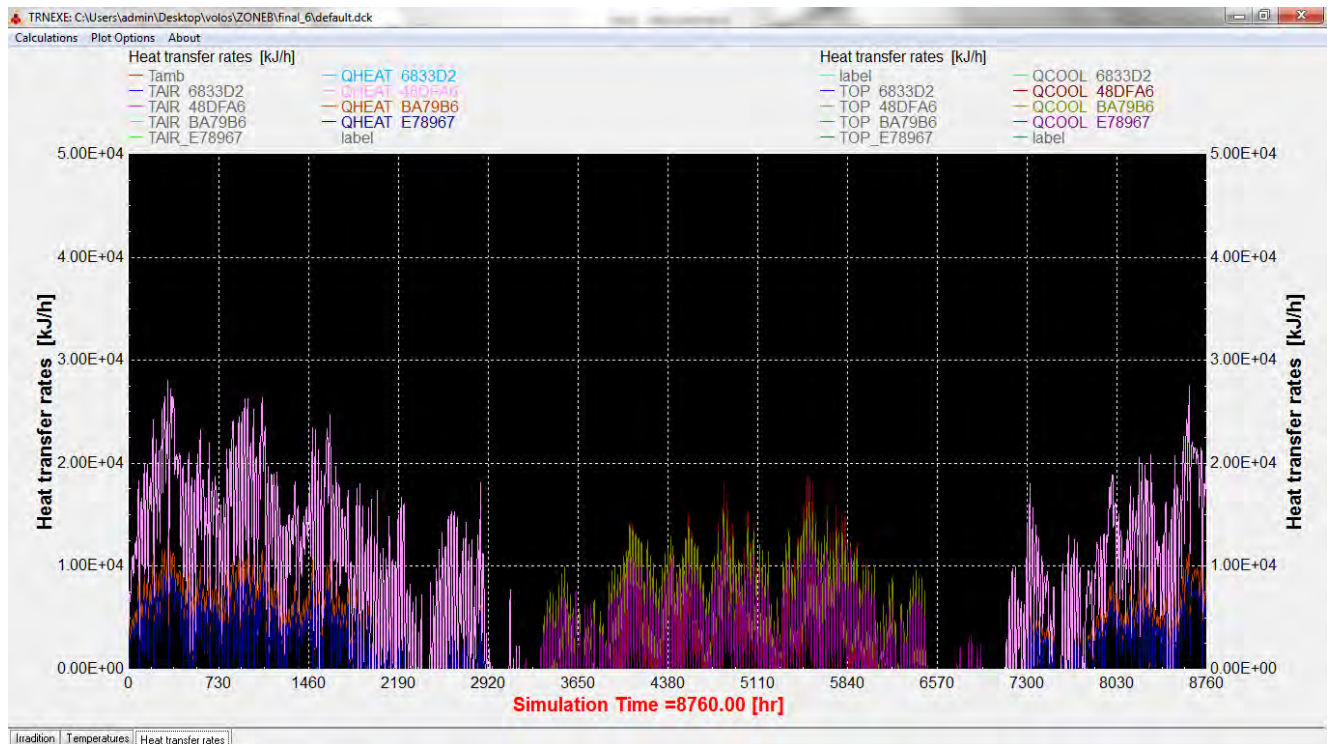 TRNEXE: C:\Users\admin\Desktop\volos\ZONEB\final_6\default.dck
Calculations Plot Options About
Heat transfer rates [kJ/h]
Tamb QHEAT 6833D2
TAIR 6833D2 QHEAT 48DFA6
TAIR 48DFA6 QHEAT BA79B6
TAIR BA79B6 QHEAT E78967
TAIR_E78967 label
Heat transfer rates [kJ/h]
label QCOOL 6833D2
TOP 6833D2 QCOOL 48DFA6
TOP 48DFA6 QCOOL BA79B6
TOP BA79B6 QCOOL E78967
TOP_E78967 label
5.00E+04 5.00E+04
4.00E+04 4.00E+04
3.00E+04 3.00E+04
2.00E+04 2.00E+04
1.00E+04 1.00E+04
0.00E+00 0.00E+00
Heat transfer rates [kJ/h]
Heat transfer rates [kJ/h]
0 730 1460 2190 2920 3650 4380 5110 5840 6570 7300 8030 8760
Simulation Time =8760.00 [hr]
Irradition Temperatures Heat transfer rates